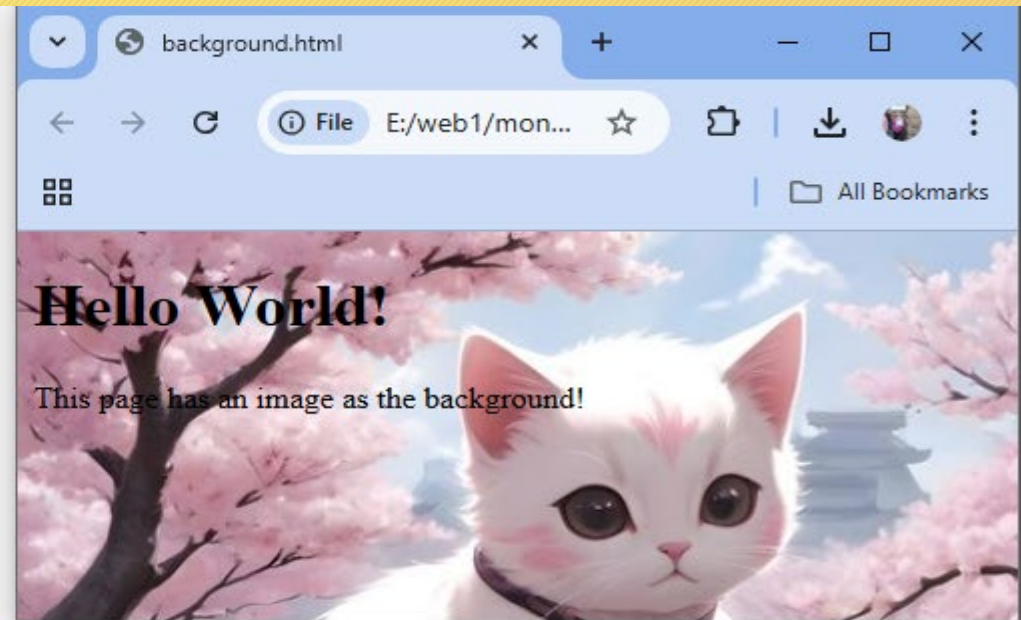 background.html
File E:/web1/mon...
All Bookmarks
Hello World!
This page has an image as the background!